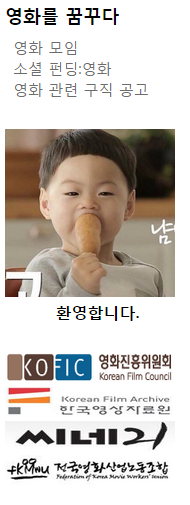 영화를 꿈꾸다
영화 모임
소셜 펀딩:영화
영화 관련 구직 공고
환영합니다.
KOFIC 영화진흥위원회
Korean Film Council
Korean Film Archive
한국영상자료원
씨네21
전국영화산업노동조합
Federation of Korea Movie Workers' Union